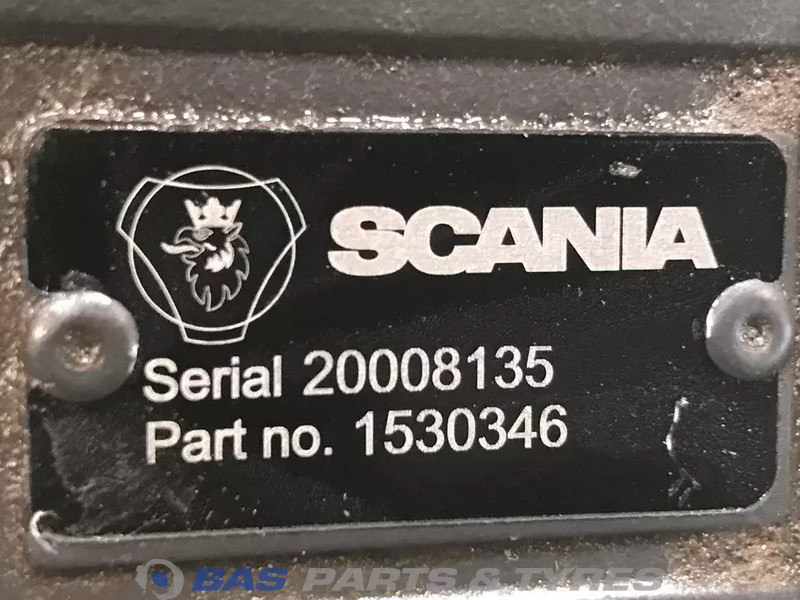 SCANIA
Serial 20008135
Part no. 1530346
BAS PARTS & TYRES